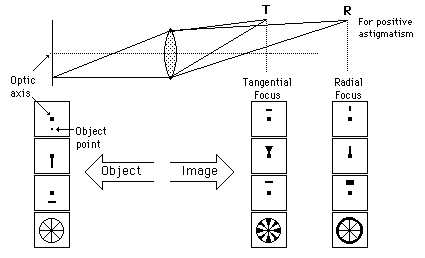 T
R
For positive
astigmatism
Optic
axis
Tangential
Focus
Radial
Focus
Object
point
Object
Image